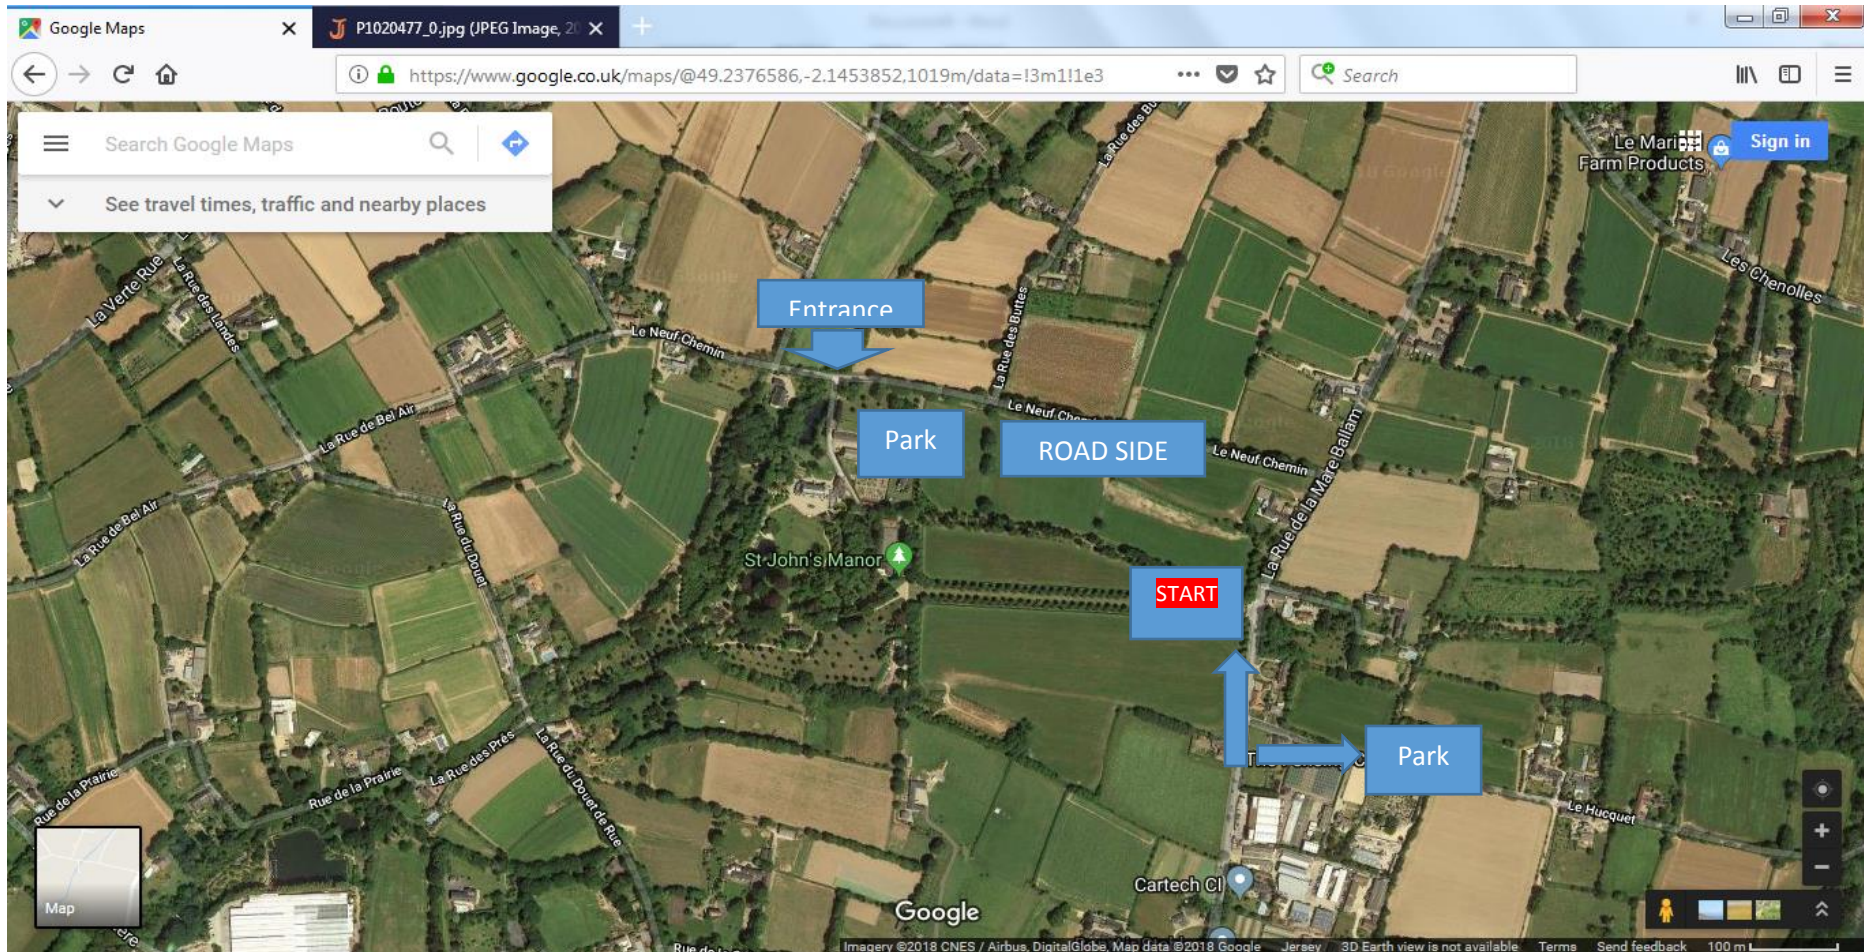 Google Maps
P1020477_0.jpg (JPEG Image, 20
https://www.google.co.uk/maps/@49.2376586,-2.1453852,1019m/data=!3m1!1e3
Search
Search Google Maps
See travel times, traffic and nearby places
Sign in
Farm Products
La Rue des
La Verte Rue
La Rue des Landes
Les Chenolles
Entrance
Le Neuf Chemin
La Rue des Buttes
Le Neuf
La Rue de Bel Air
Park
ROAD SIDE
Le Neuf Chemin
La Rue de la Mare Ballam
La Rue de Bel Air
La Rue du Douet
St John's Manor
START
La Rue des Prés
La Rue du Douet de Rue
Park
Rue de la Prairie
Rue de la Prairie
Le Hucquet
Cartech Cl
Map
Google
Rue de
Imagery ©2018 CNES / Airbus, DigitalGlobe, Map data ©2018 Google Jersey 3D Earth view is not available Terms Send feedback 100 m